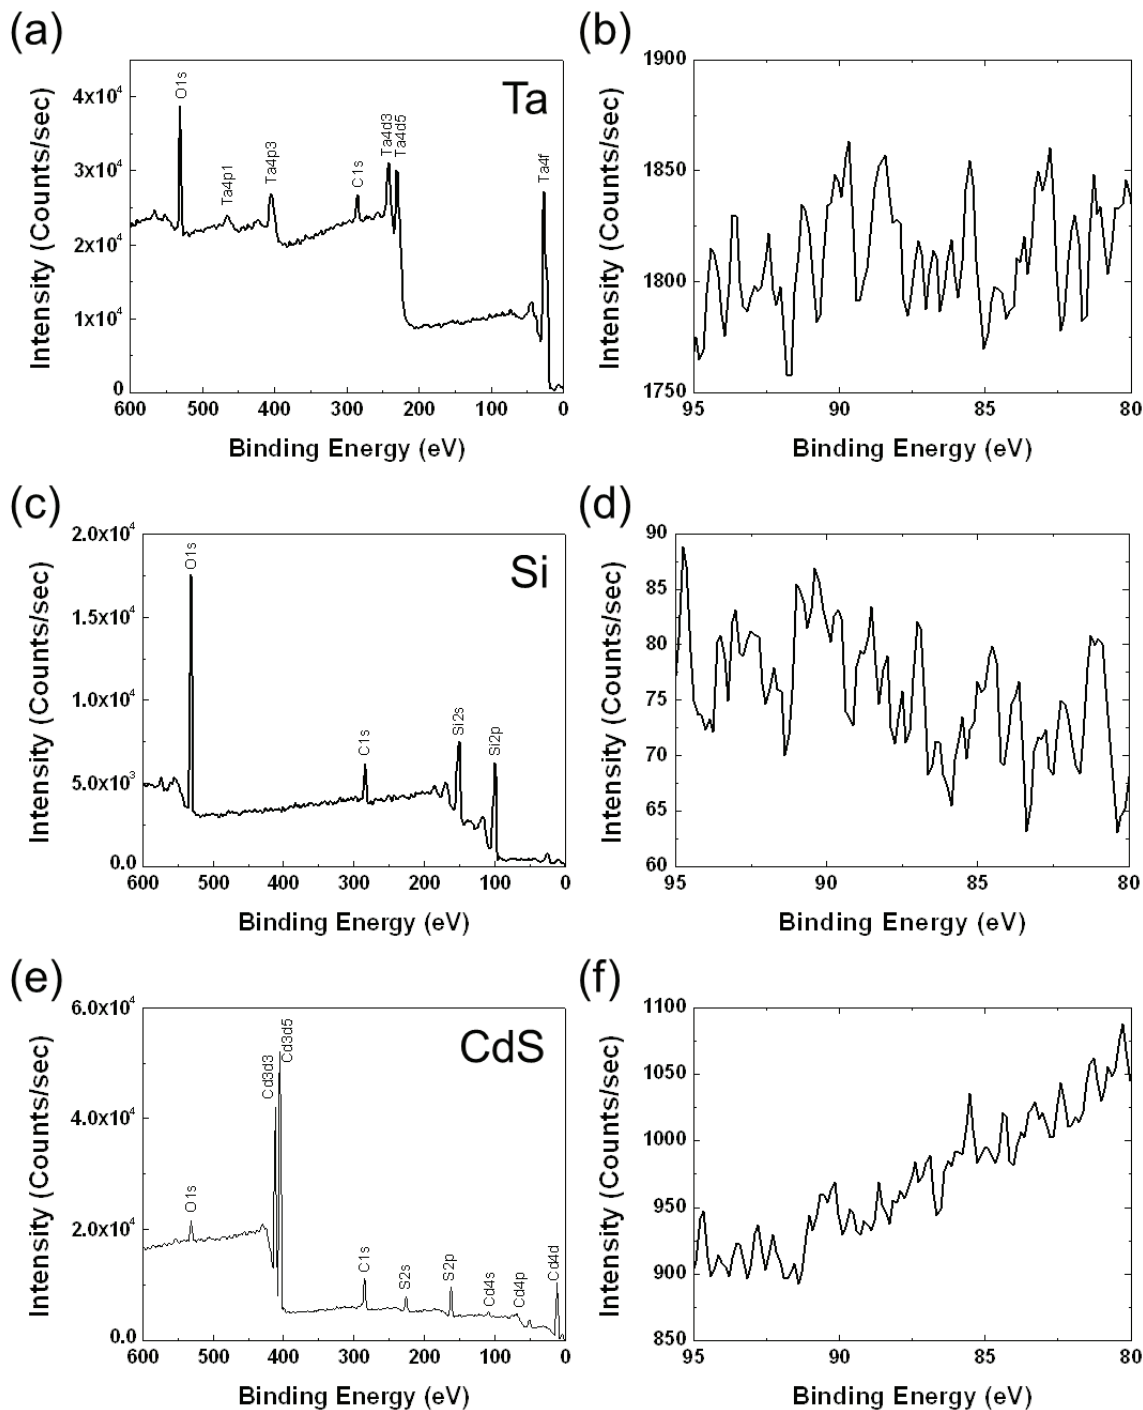 (a)
Ta
Intensity (Counts/sec)
4x10⁴
3x10⁴
2x10⁴
1x10⁴
0
O1s
Ta4p1
Ta4p3
C1s
Ta4d3
Ta4d5
Ta4f
600 500 400 300 200 100 0
Binding Energy (eV)
(b)
Intensity (Counts/sec)
1900
1850
1800
1750
95 90 85 80
Binding Energy (eV)
(c)
Si
Intensity (Counts/sec)
2.0x10⁴
1.5x10⁴
1.0x10⁴
5.0x10³
0.0
O1s
C1s
Si2s
Si2p
600 500 400 300 200 100 0
Binding Energy (eV)
(d)
Intensity (Counts/sec)
90
85
80
75
70
65
60
95 90 85 80
Binding Energy (eV)
(e)
CdS
Intensity (Counts/sec)
6.0x10⁴
4.0x10⁴
2.0x10⁴
0.0
O1s
Cd3d3
Cd3d5
C1s
S2s
S2p
Cd4s
Cd4p
Cd4d
600 500 400 300 200 100 0
Binding Energy (eV)
(f)
Intensity (Counts/sec)
1100
1050
1000
950
900
850
95 90 85 80
Binding Energy (eV)